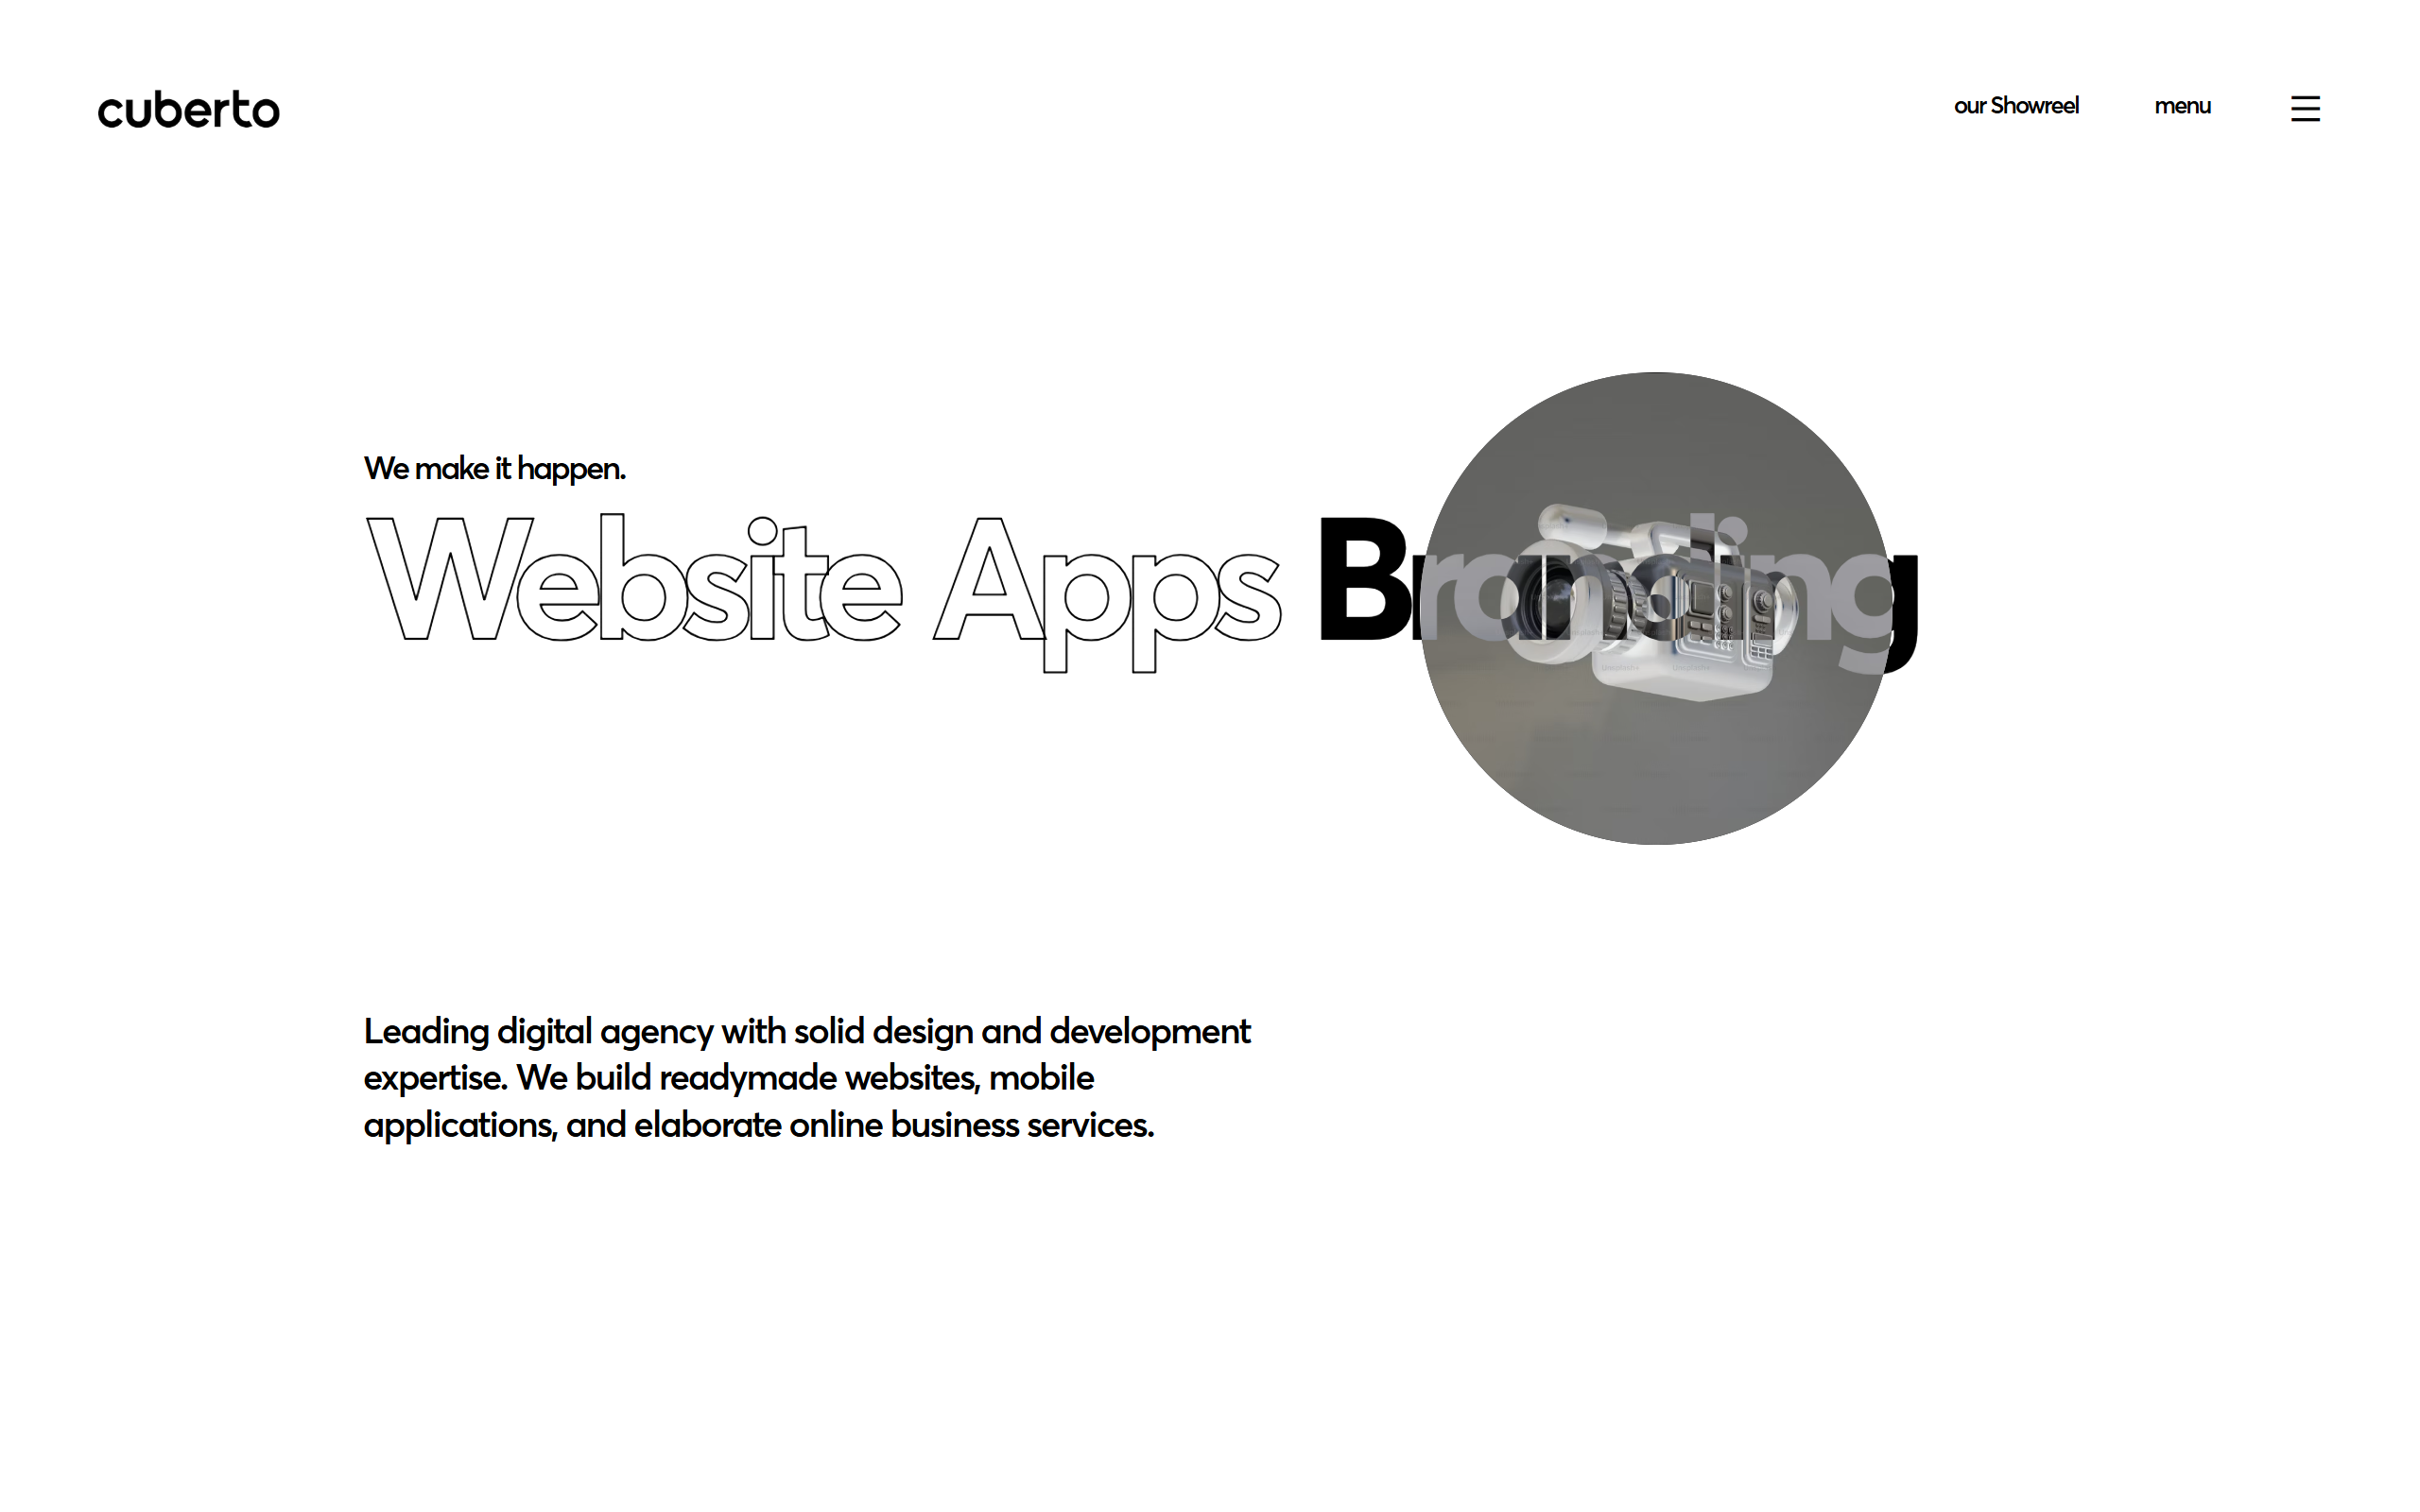 cuberto
our Showreel menu
We make it happen.
Website Apps Branding
Leading digital agency with solid design and development
expertise. We build readymade websites, mobile
applications, and elaborate online business services.